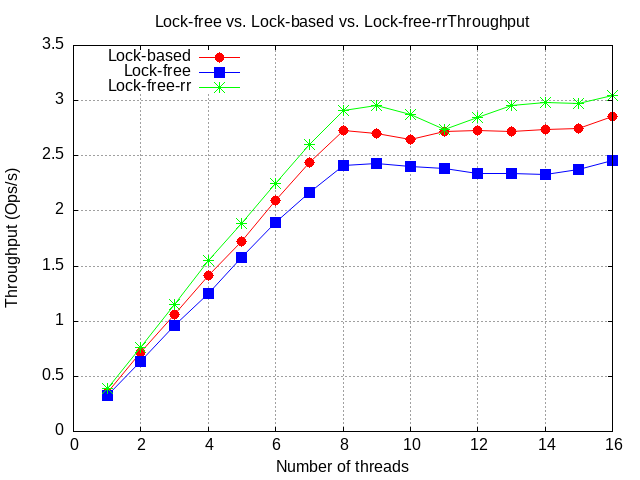 Lock-free vs. Lock-based vs. Lock-free-rrThroughput
3.5
3
2.5
2
1.5
1
0.5
0
Throughput (Ops/s)
Lock-based
Lock-free
Lock-free-rr
0 2 4 6 8 10 12 14 16
Number of threads